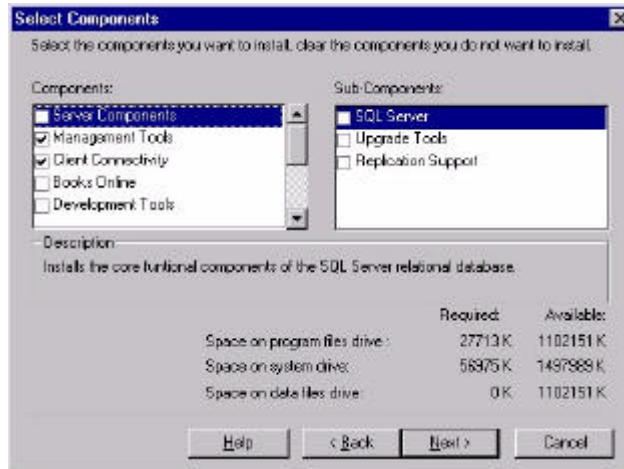 Select Components
Select the components you want to install, clear the components you do not want to install.
Components:
Server Components
Management Tools
Client Connectivity
Books Online
Development Tools
Sub-Components:
SQL Server
Upgrade Tools
Replication Support
Description
Installs the core funtional components of the SQL Server relational database.
Required: Available:
Space on program files drive: 27713 K 1102151 K
Space on system drive: 56975 K 1497989 K
Space on data files drive: 0 K 1102151 K
Help < Back Next > Cancel